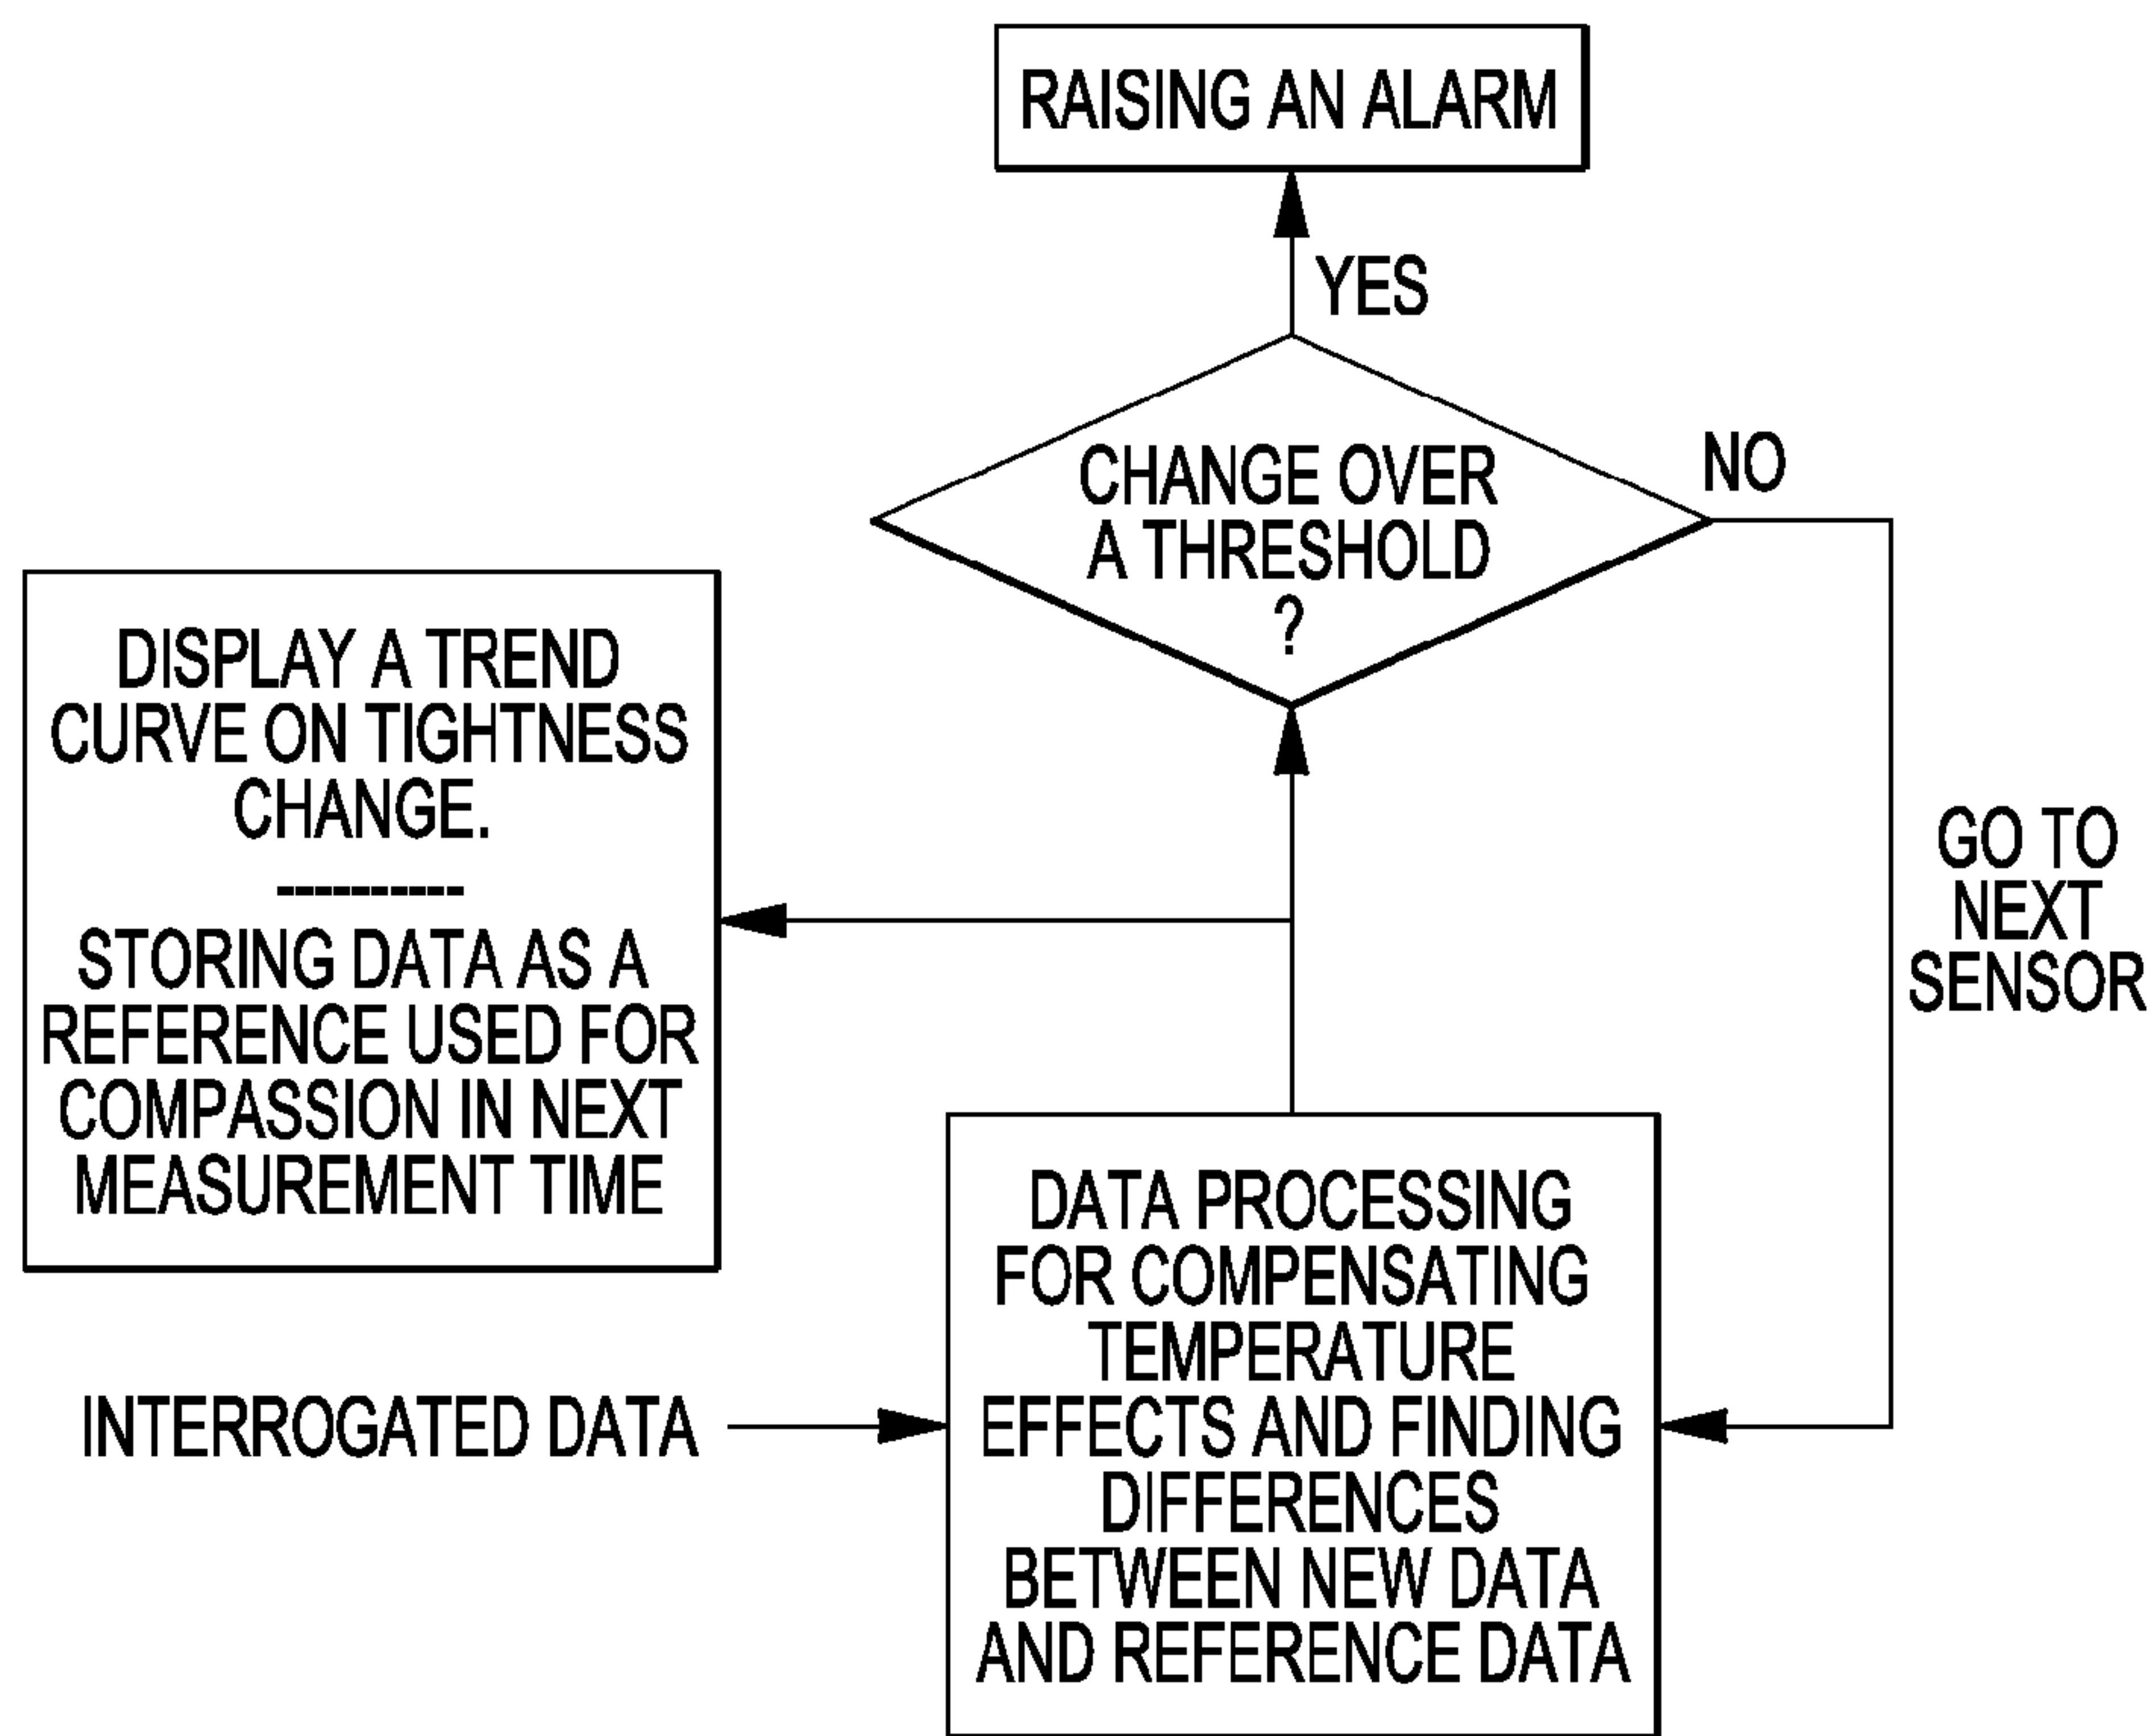 RAISING AN ALARM
YES
CHANGE OVER
A THRESHOLD
?
NO
DISPLAY A TREND
CURVE ON TIGHTNESS
CHANGE.
----------
STORING DATA AS A
REFERENCE USED FOR
COMPASSION IN NEXT
MEASUREMENT TIME
GO TO
NEXT
SENSOR
INTERROGATED DATA
DATA PROCESSING
FOR COMPENSATING
TEMPERATURE
EFFECTS AND FINDING
DIFFERENCES
BETWEEN NEW DATA
AND REFERENCE DATA